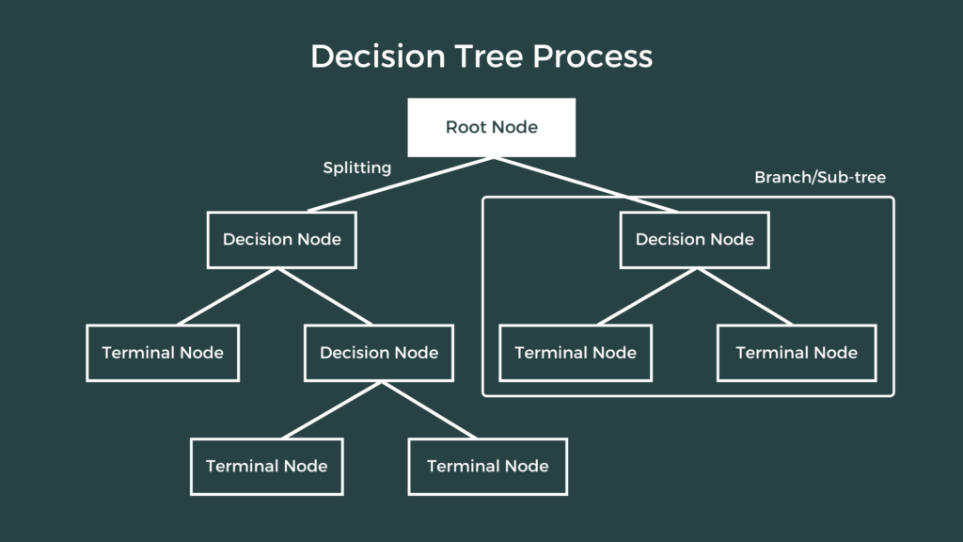 Decision Tree Process
Root Node
Splitting
Branch/Sub-tree
Decision Node
Decision Node
Terminal Node
Decision Node
Terminal Node
Terminal Node
Terminal Node
Terminal Node